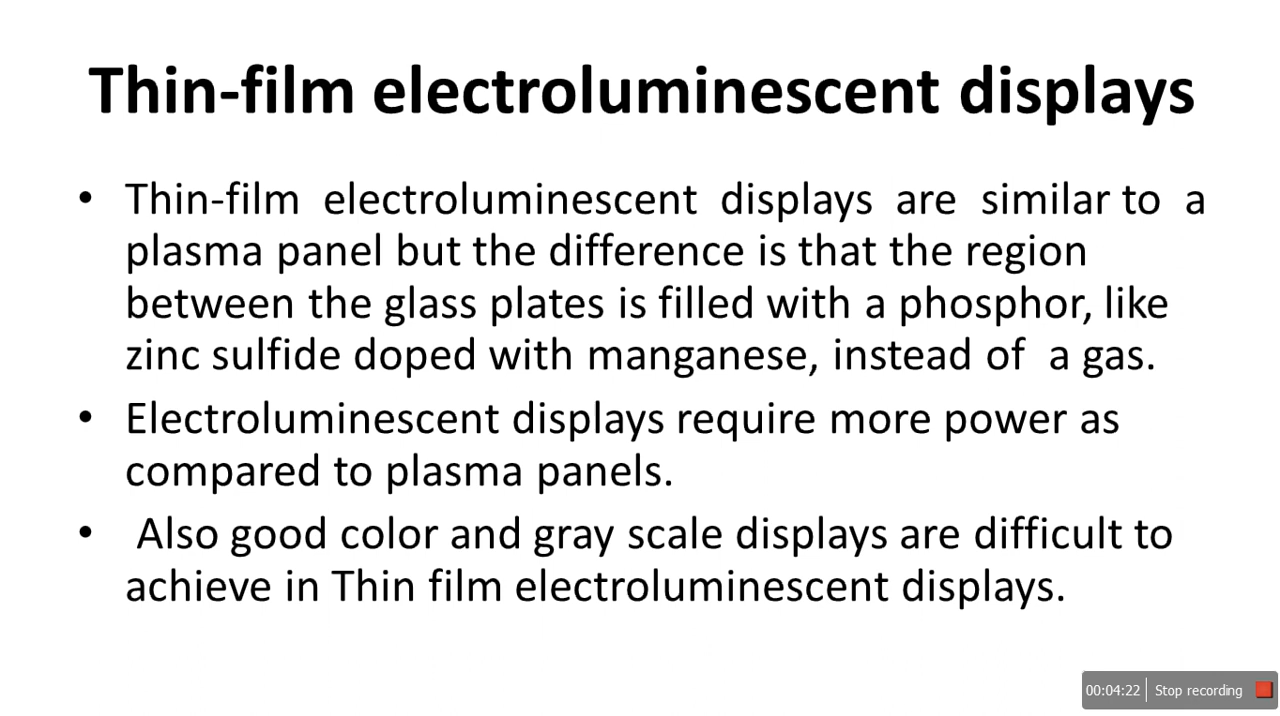 Thin-film electroluminescent displays
• Thin-film electroluminescent displays are similar to a
plasma panel but the difference is that the region
between the glass plates is filled with a phosphor, like
zinc sulfide doped with manganese, instead of a gas.
• Electroluminescent displays require more power as
compared to plasma panels.
• Also good color and gray scale displays are difficult to
achieve in Thin film electroluminescent displays.
00:04:22 Stop recording